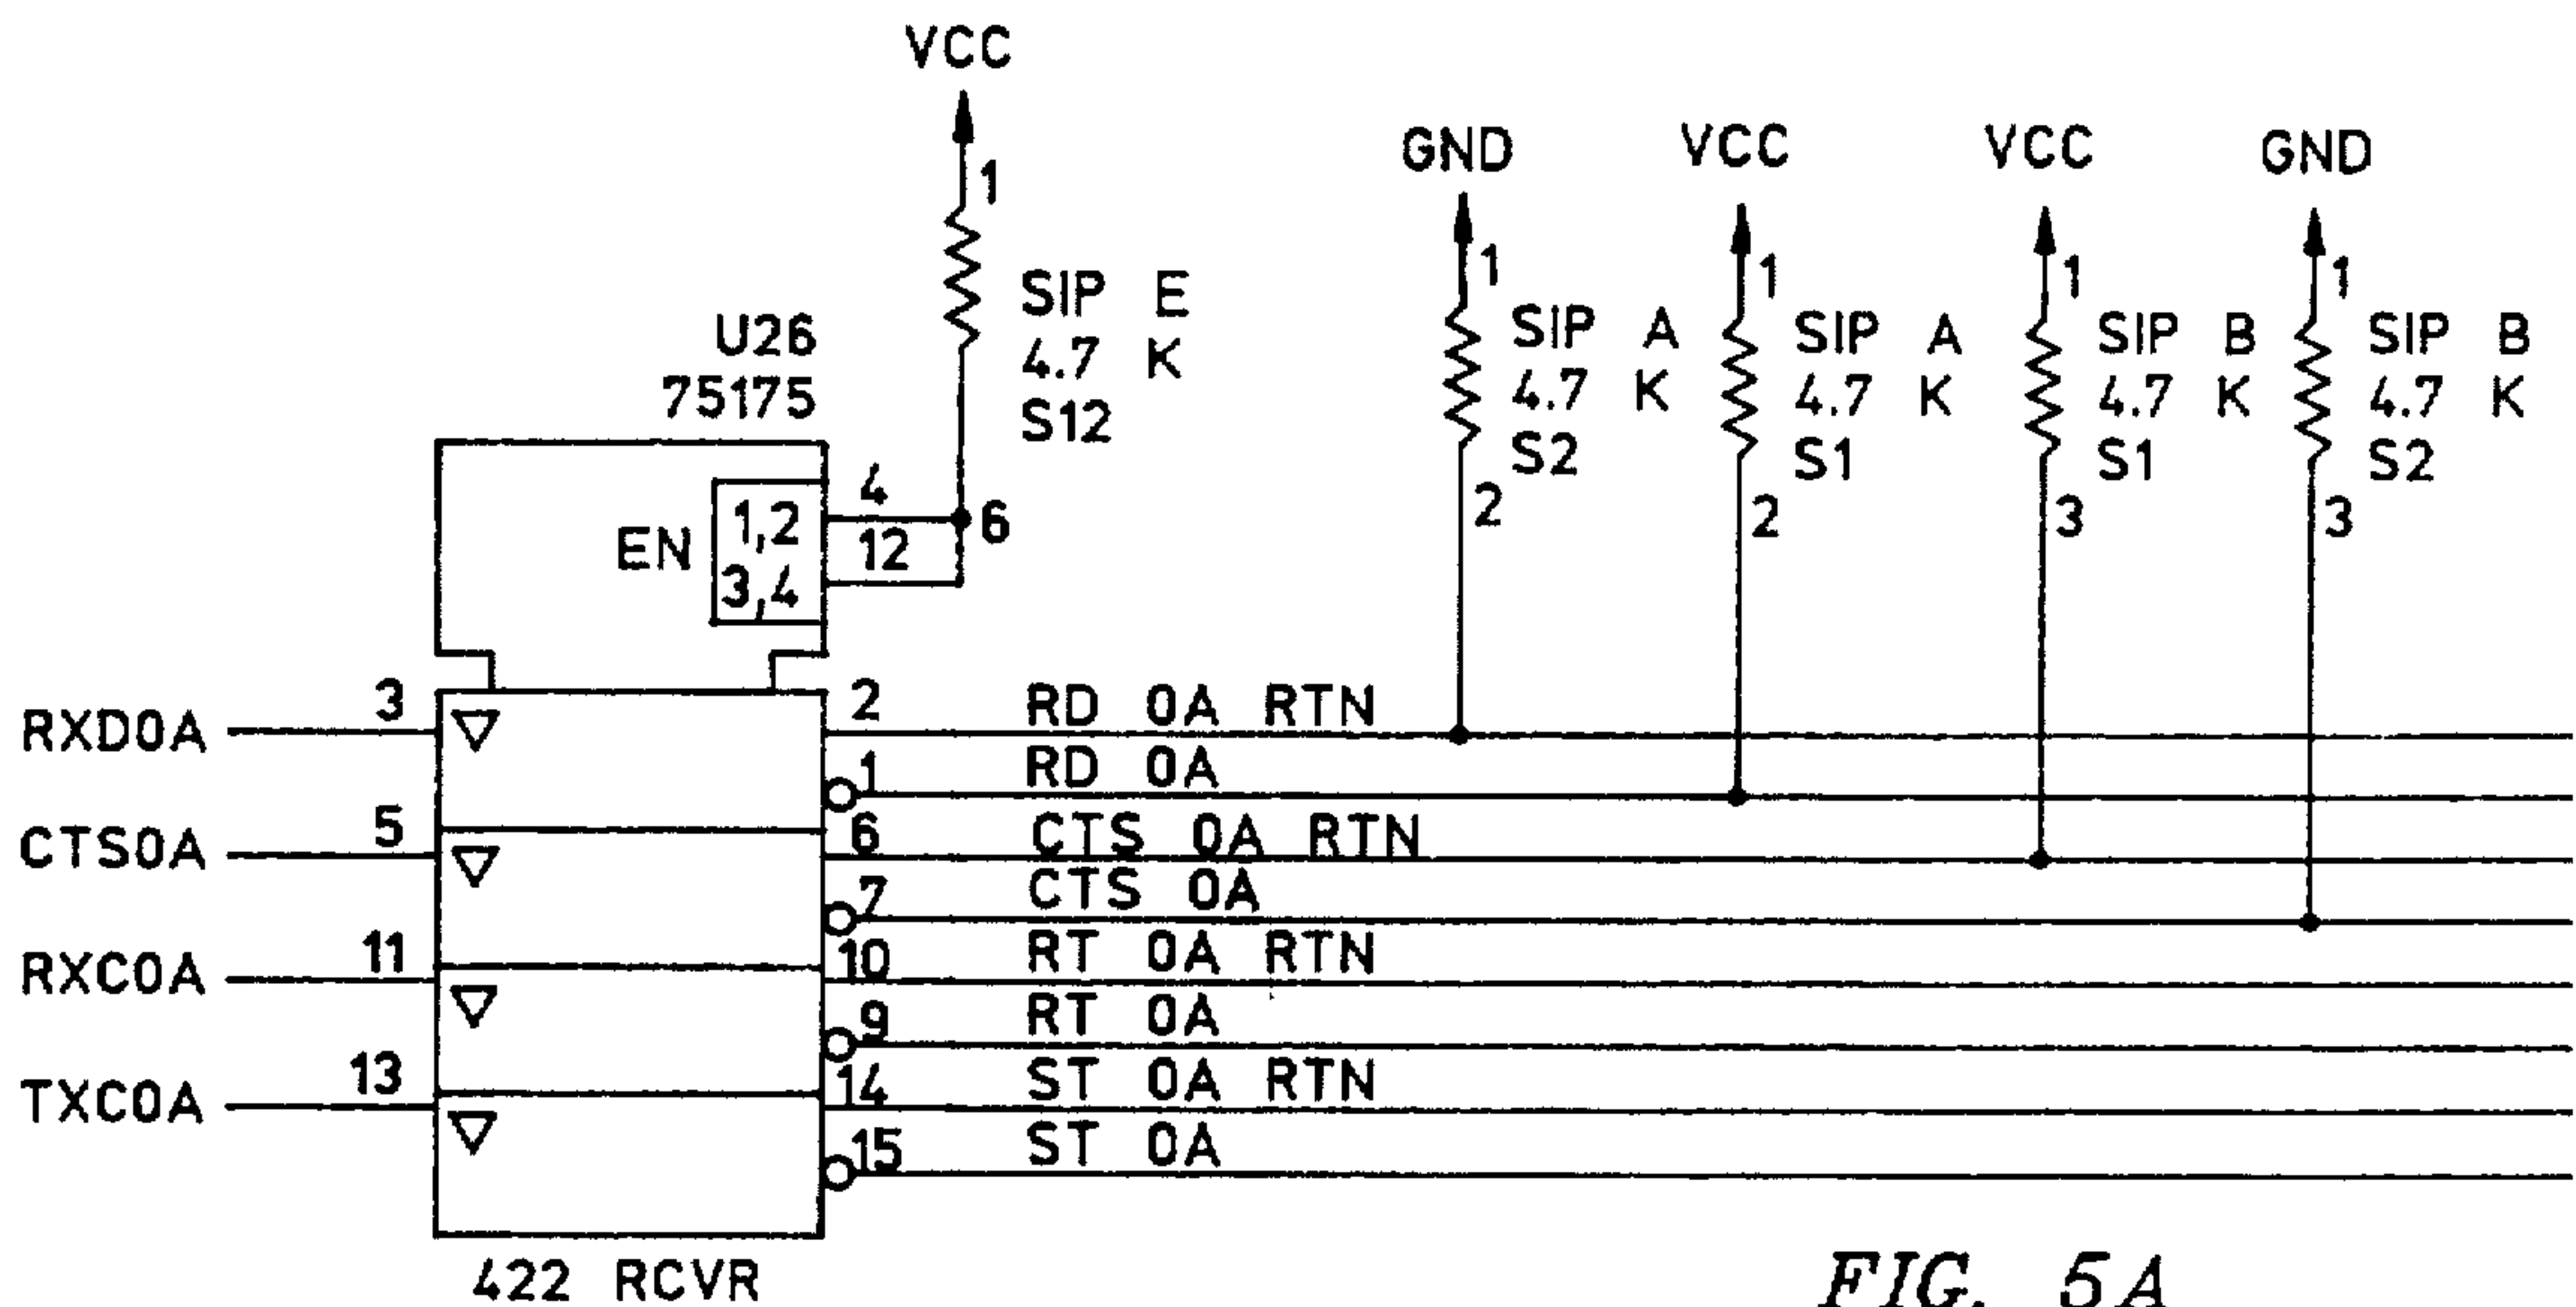 VCC
1
SIP E
4.7 K
S12
GND
1
SIP A
4.7 K
S2
2
VCC
1
SIP A
4.7 K
S1
2
VCC
1
SIP B
4.7 K
S1
3
GND
1
SIP B
4.7 K
S2
3
U26
75175
EN
1,2
3,4
4
12
6
RXD0A 3
2 RD 0A RTN
1 RD 0A
CTS0A 5
6 CTS 0A RTN
7 CTS 0A
RXC0A 11
10 RT 0A RTN
9 RT 0A
TXC0A 13
14 ST 0A RTN
15 ST 0A
422 RCVR
FIG. 5A